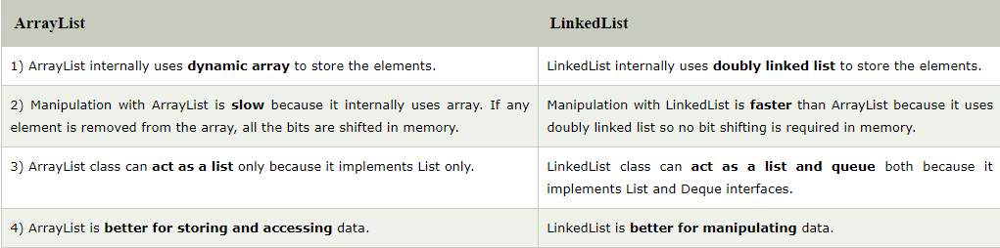 ArrayList
LinkedList
1) ArrayList internally uses dynamic array to store the elements.
LinkedList internally uses doubly linked list to store the elements.
2) Manipulation with ArrayList is slow because it internally uses array. If any
element is removed from the array, all the bits are shifted in memory.
Manipulation with LinkedList is faster than ArrayList because it uses
doubly linked list so no bit shifting is required in memory.
3) ArrayList class can act as a list only because it implements List only.
LinkedList class can act as a list and queue both because it
implements List and Deque interfaces.
4) ArrayList is better for storing and accessing data.
LinkedList is better for manipulating data.